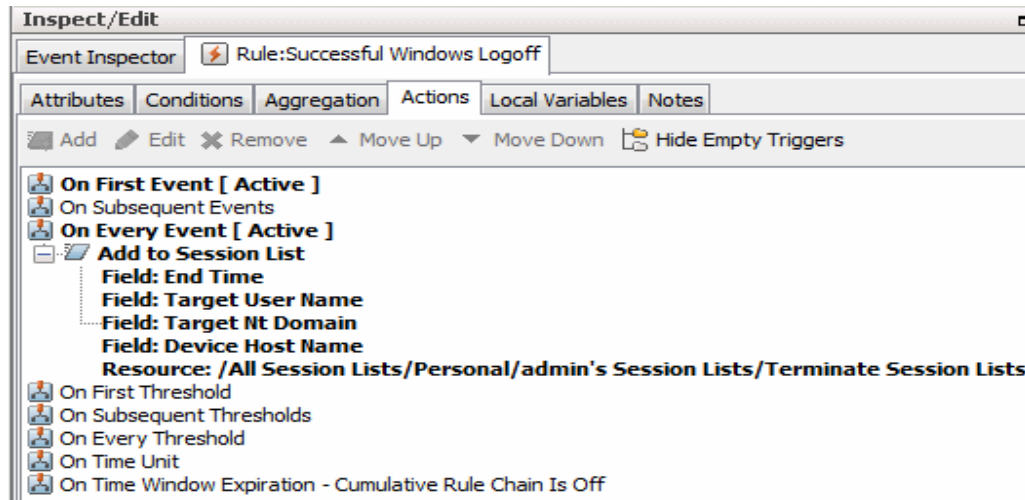 Inspect/Edit
Event Inspector Rule:Successful Windows Logoff
Attributes Conditions Aggregation Actions Local Variables Notes
Add Edit Remove Move Up Move Down Hide Empty Triggers
On First Event [ Active ]
On Subsequent Events
On Every Event [ Active ]
Add to Session List
Field: End Time
Field: Target User Name
Field: Target Nt Domain
Field: Device Host Name
Resource: /All Session Lists/Personal/admin's Session Lists/Terminate Session Lists
On First Threshold
On Subsequent Thresholds
On Every Threshold
On Time Unit
On Time Window Expiration - Cumulative Rule Chain Is Off